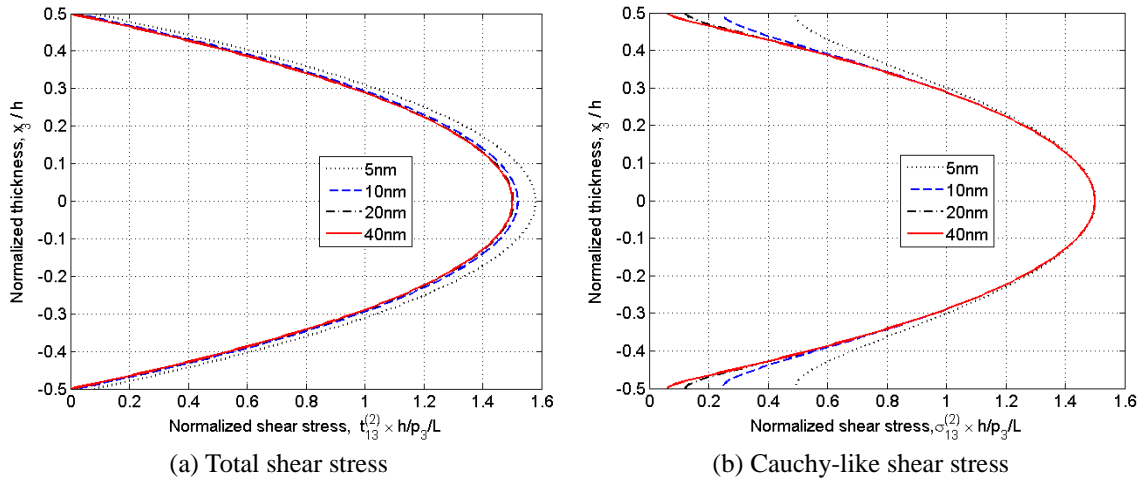 0.5
0.4
0.3
0.2
0.1
0
-0.1
-0.2
-0.3
-0.4
-0.5
Normalized thickness, x3 / h
5nm
10nm
20nm
40nm
0 0.2 0.4 0.6 0.8 1 1.2 1.4 1.6
Normalized shear stress, t13(2) × h/p3/L
(a) Total shear stress
0.5
0.4
0.3
0.2
0.1
0
-0.1
-0.2
-0.3
-0.4
-0.5
Normalized thickness, x3 / h
5nm
10nm
20nm
40nm
0 0.2 0.4 0.6 0.8 1 1.2 1.4 1.6
Normalized shear stress,σ13(2) × h/p3/L
(b) Cauchy-like shear stress